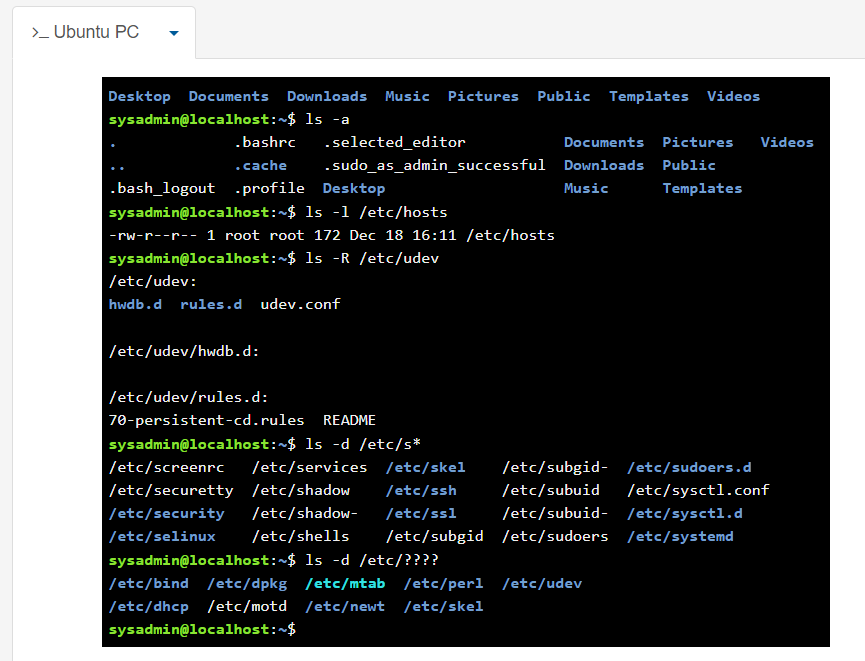 >_ Ubuntu PC
Desktop  Documents  Downloads  Music  Pictures  Public  Templates  Videos
sysadmin@localhost:~$ ls -a
.             .bashrc   .selected_editor           Documents  Pictures   Videos
..            .cache    .sudo_as_admin_successful  Downloads  Public
.bash_logout  .profile  Desktop                    Music      Templates
sysadmin@localhost:~$ ls -l /etc/hosts
-rw-r--r-- 1 root root 172 Dec 18 16:11 /etc/hosts
sysadmin@localhost:~$ ls -R /etc/udev
/etc/udev:
hwdb.d  rules.d  udev.conf
/etc/udev/hwdb.d:
/etc/udev/rules.d:
70-persistent-cd.rules  README
sysadmin@localhost:~$ ls -d /etc/s*
/etc/screenrc   /etc/services  /etc/skel    /etc/subgid-  /etc/sudoers.d
/etc/securetty  /etc/shadow    /etc/ssh     /etc/subuid   /etc/sysctl.conf
/etc/security   /etc/shadow-   /etc/ssl     /etc/subuid-  /etc/sysctl.d
/etc/selinux    /etc/shells    /etc/subgid  /etc/sudoers  /etc/systemd
sysadmin@localhost:~$ ls -d /etc/????
/etc/bind  /etc/dpkg  /etc/mtab  /etc/perl  /etc/udev
/etc/dhcp  /etc/motd  /etc/newt  /etc/skel
sysadmin@localhost:~$